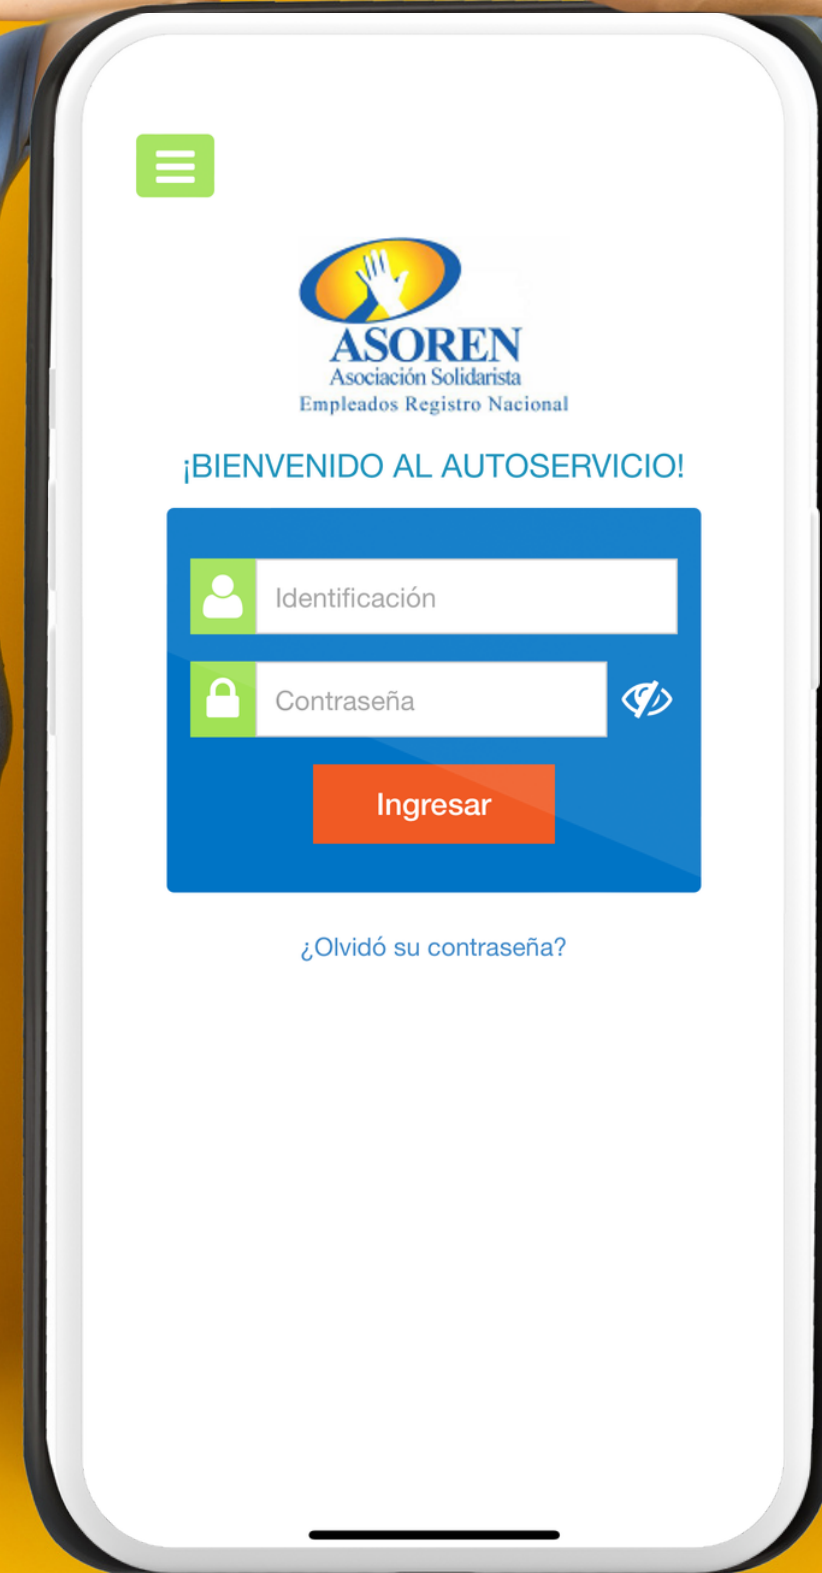 ASOREN
Asociación Solidarista
Empleados Registro Nacional
¡BIENVENIDO AL AUTOSERVICIO!
Identificación
Contraseña
Ingresar
¿Olvidó su contraseña?